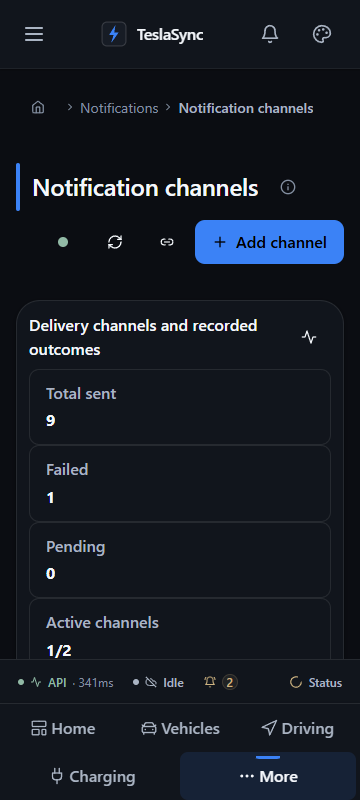 TeslaSync
Notifications > Notification channels
Notification channels
+ Add channel
Delivery channels and recorded
outcomes
Total sent
9
Failed
1
Pending
0
Active channels
1/2
API · 341ms Idle 2 Status
Home Vehicles Driving
Charging ··· More